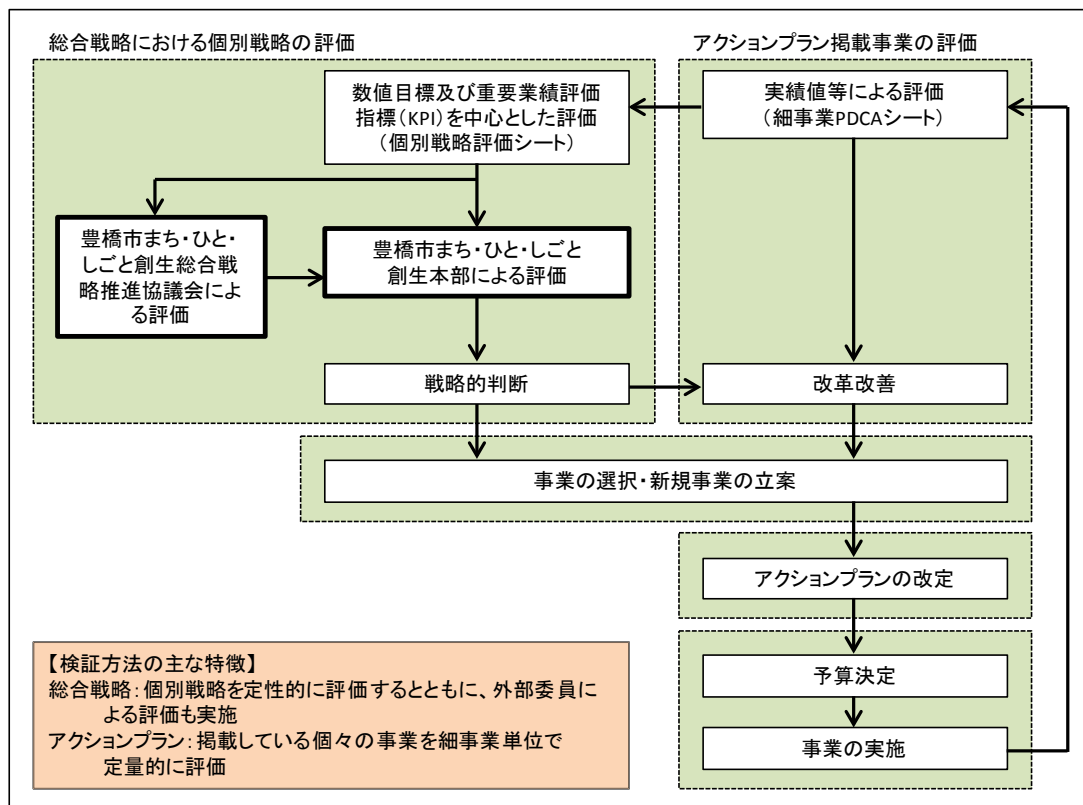 総合戦略における個別戦略の評価
アクションプラン掲載事業の評価
数値目標及び重要業績評価
指標(KPI)を中心とした評価
(個別戦略評価シート)
実績値等による評価
(細事業PDCAシート)
豊橋市まち・ひと・
しごと創生総合戦
略推進協議会によ
る評価
豊橋市まち・ひと・しごと
創生本部による評価
戦略的判断
改革改善
事業の選択・新規事業の立案
アクションプランの改定
予算決定
事業の実施
【検証方法の主な特徴】
総合戦略:個別戦略を定性的に評価するとともに、外部委員に
よる評価も実施
アクションプラン:掲載している個々の事業を細事業単位で
定量的に評価